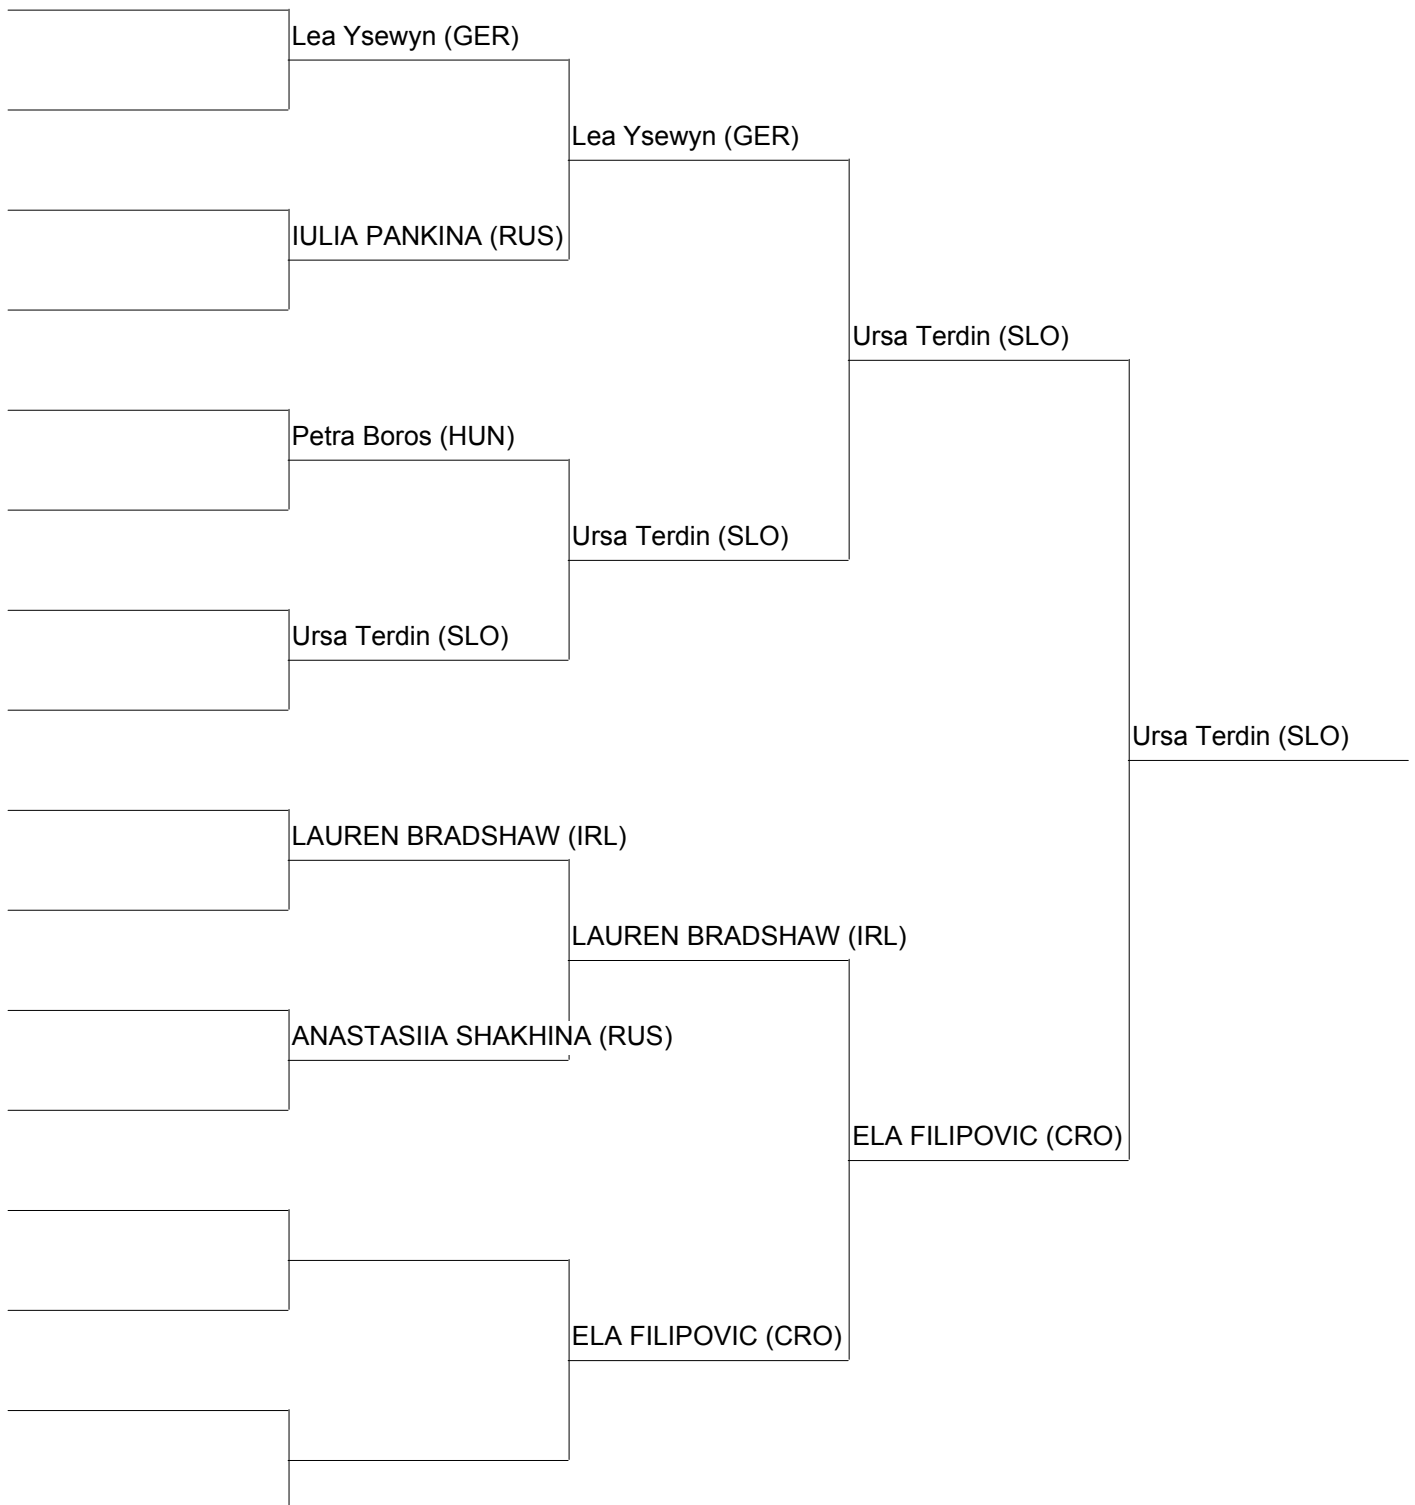 Lea Ysewyn (GER)
Lea Ysewyn (GER)
IULIA PANKINA (RUS)
Ursa Terdin (SLO)
Petra Boros (HUN)
Ursa Terdin (SLO)
Ursa Terdin (SLO)
Ursa Terdin (SLO)
LAUREN BRADSHAW (IRL)
LAUREN BRADSHAW (IRL)
ANASTASIIA SHAKHINA (RUS)
ELA FILIPOVIC (CRO)
ELA FILIPOVIC (CRO)